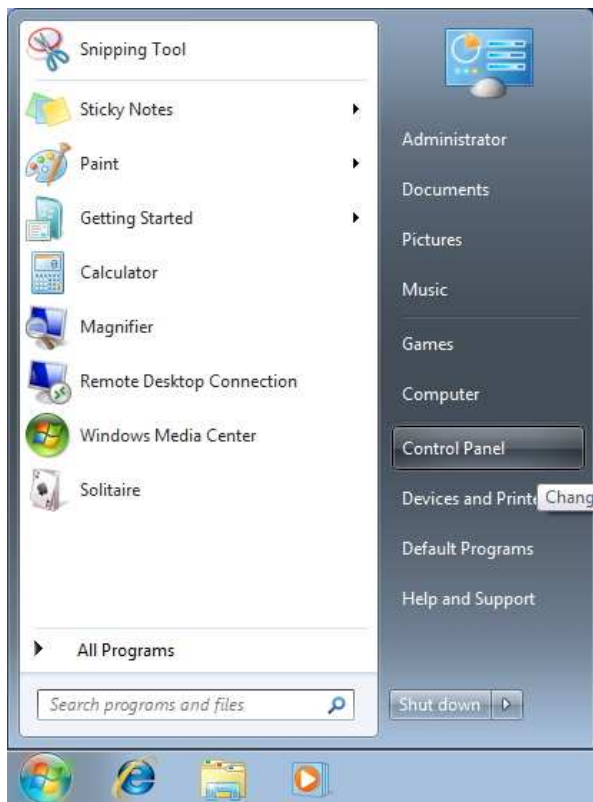 Snipping Tool
Sticky Notes
Paint
Getting Started
Calculator
Magnifier
Remote Desktop Connection
Windows Media Center
Solitaire
All Programs
Search programs and files
Administrator
Documents
Pictures
Music
Games
Computer
Control Panel
Devices and Printe
Chang
Default Programs
Help and Support
Shut down